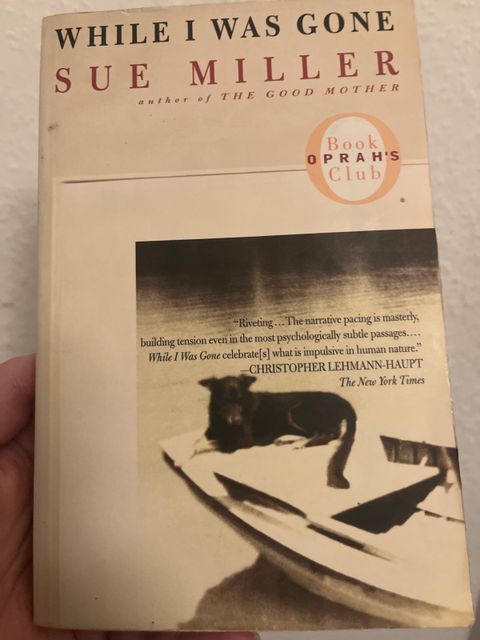 WHILE I WAS GONE
SUE MILLER
author of THE GOOD MOTHER
Book
OPRAH'S
Club
“Riveting . . . The narrative pacing is masterly,
building tension even in the most psychologically subtle passages. . . .
While I Was Gone celebrate[s] what is impulsive in human nature.”
—CHRISTOPHER LEHMANN-HAUPT
The New York Times